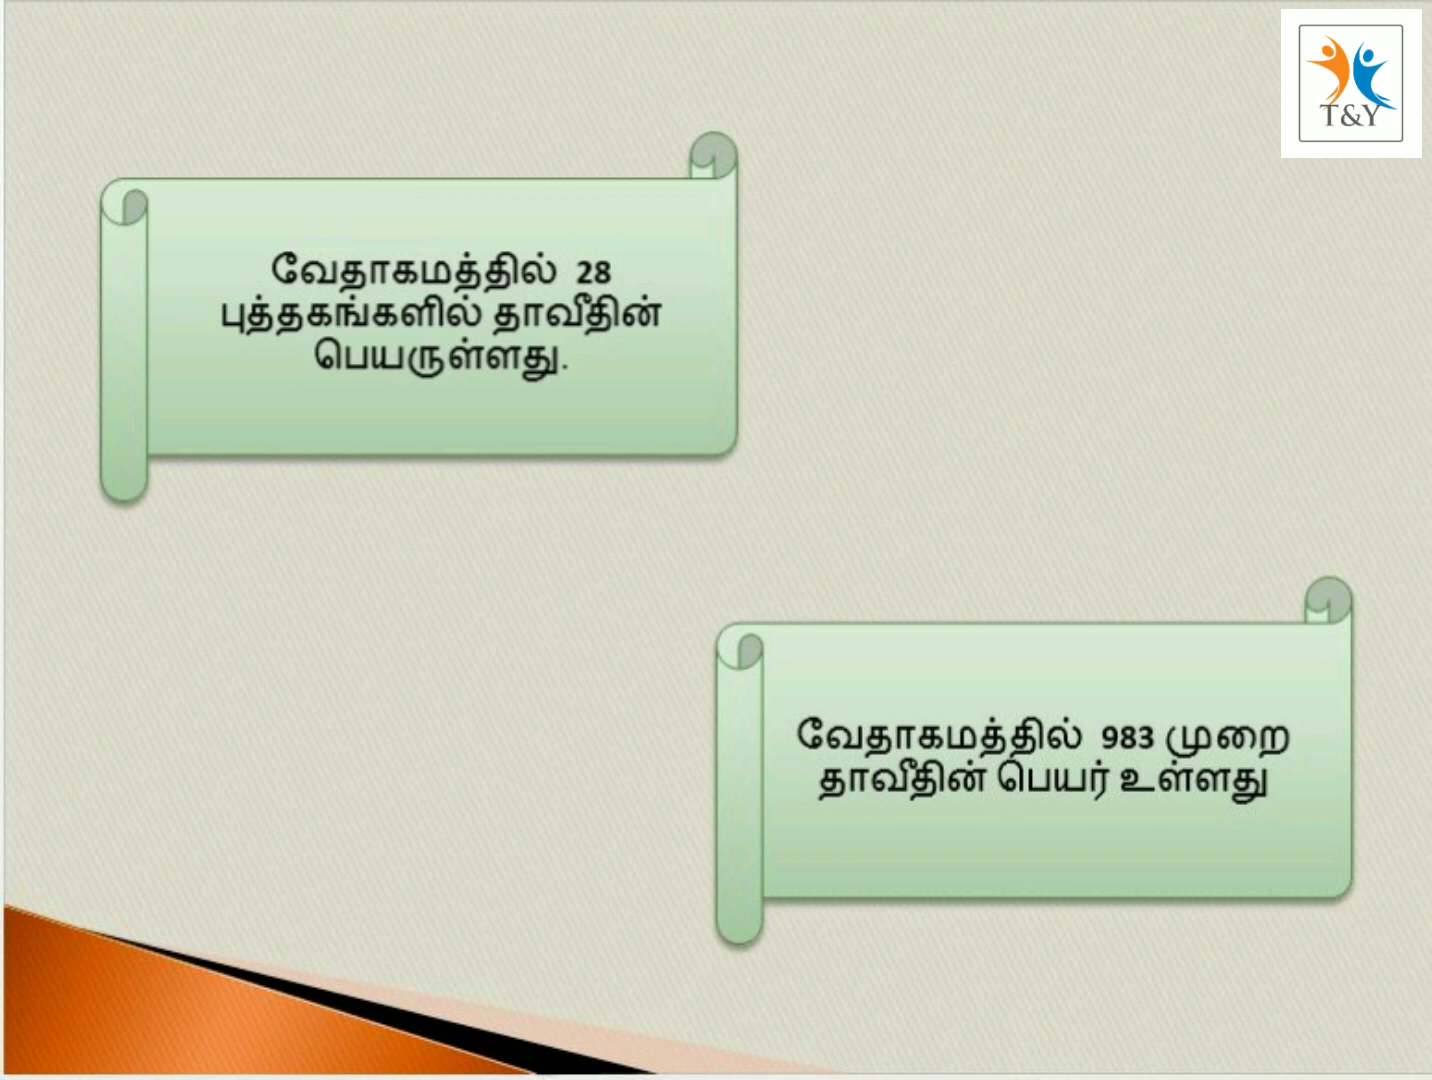 T&Y
வேதாகமத்தில் 28
புத்தகங்களில் தாவீதின்
பெயருள்ளது.
வேதாகமத்தில் 983 முறை
தாவீதின் பெயர் உள்ளது